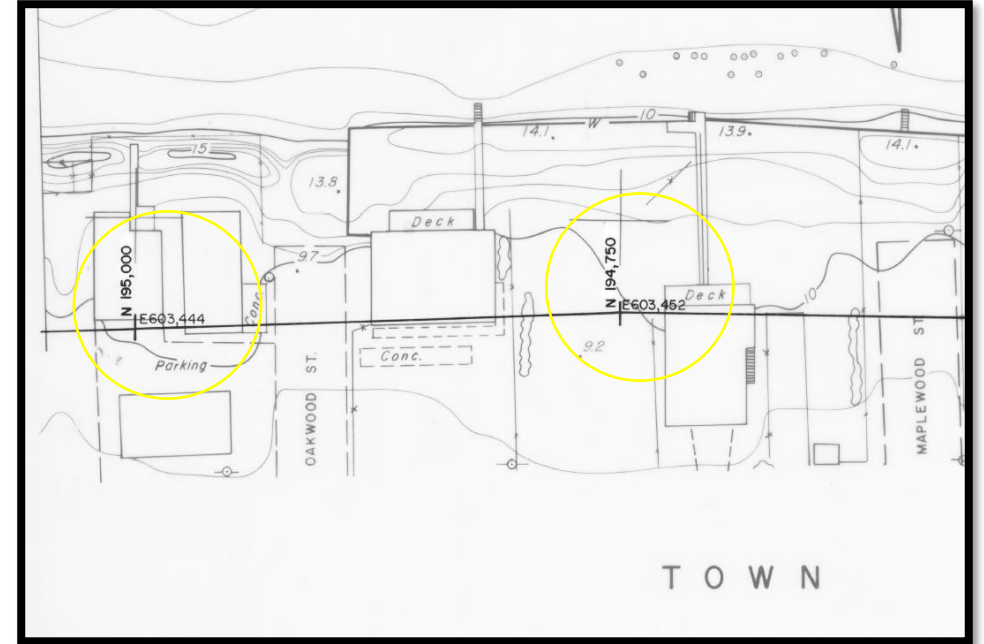 10
W
14.1
13.9
14.1
15
13.8
Deck
9.7
N 195,000
E603,444
Conc.
N 194,750
E603,452
Deck
10
Parking
OAKWOOD ST.
Conc.
9.2
MAPLEWOOD ST
TOWN